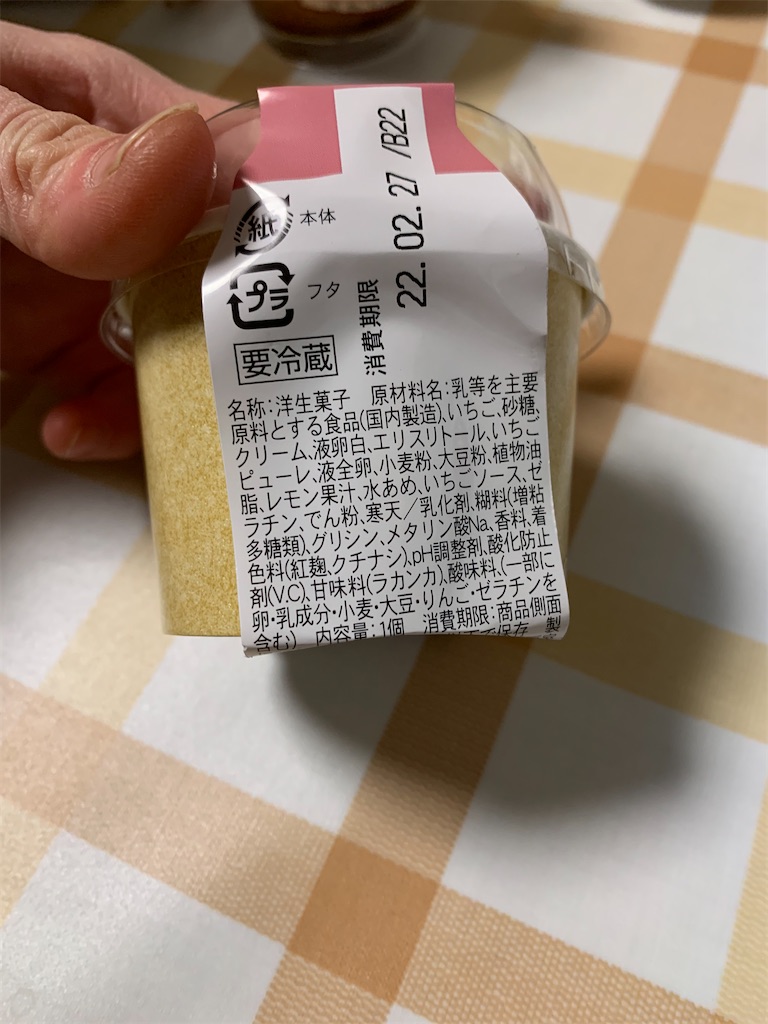 紙 本体
プラ フタ
要冷蔵
消費期限
22. 02. 27 /B22
名称:洋生菓子 原材料名:乳等を主要
原料とする食品(国内製造)、いちご、砂糖、
クリーム、液卵白、エリスリトール、いちご
ピューレ、液全卵、小麦粉、大豆粉、植物油
脂、レモン果汁、水あめ、いちごソース、ゼ
ラチン、でん粉、寒天/乳化剤、糊料(増粘
多糖類)、グリシン、メタリン酸Na、香料、着
色料(紅麹、クチナシ)、pH調整剤、酸化防止
剤(V.C)、甘味料(ラカンカ)、酸味料、(一部に
卵・乳成分・小麦・大豆・りんご・ゼラチンを
含む) 内容量:1個 消費期限:商品側面
で保存 製